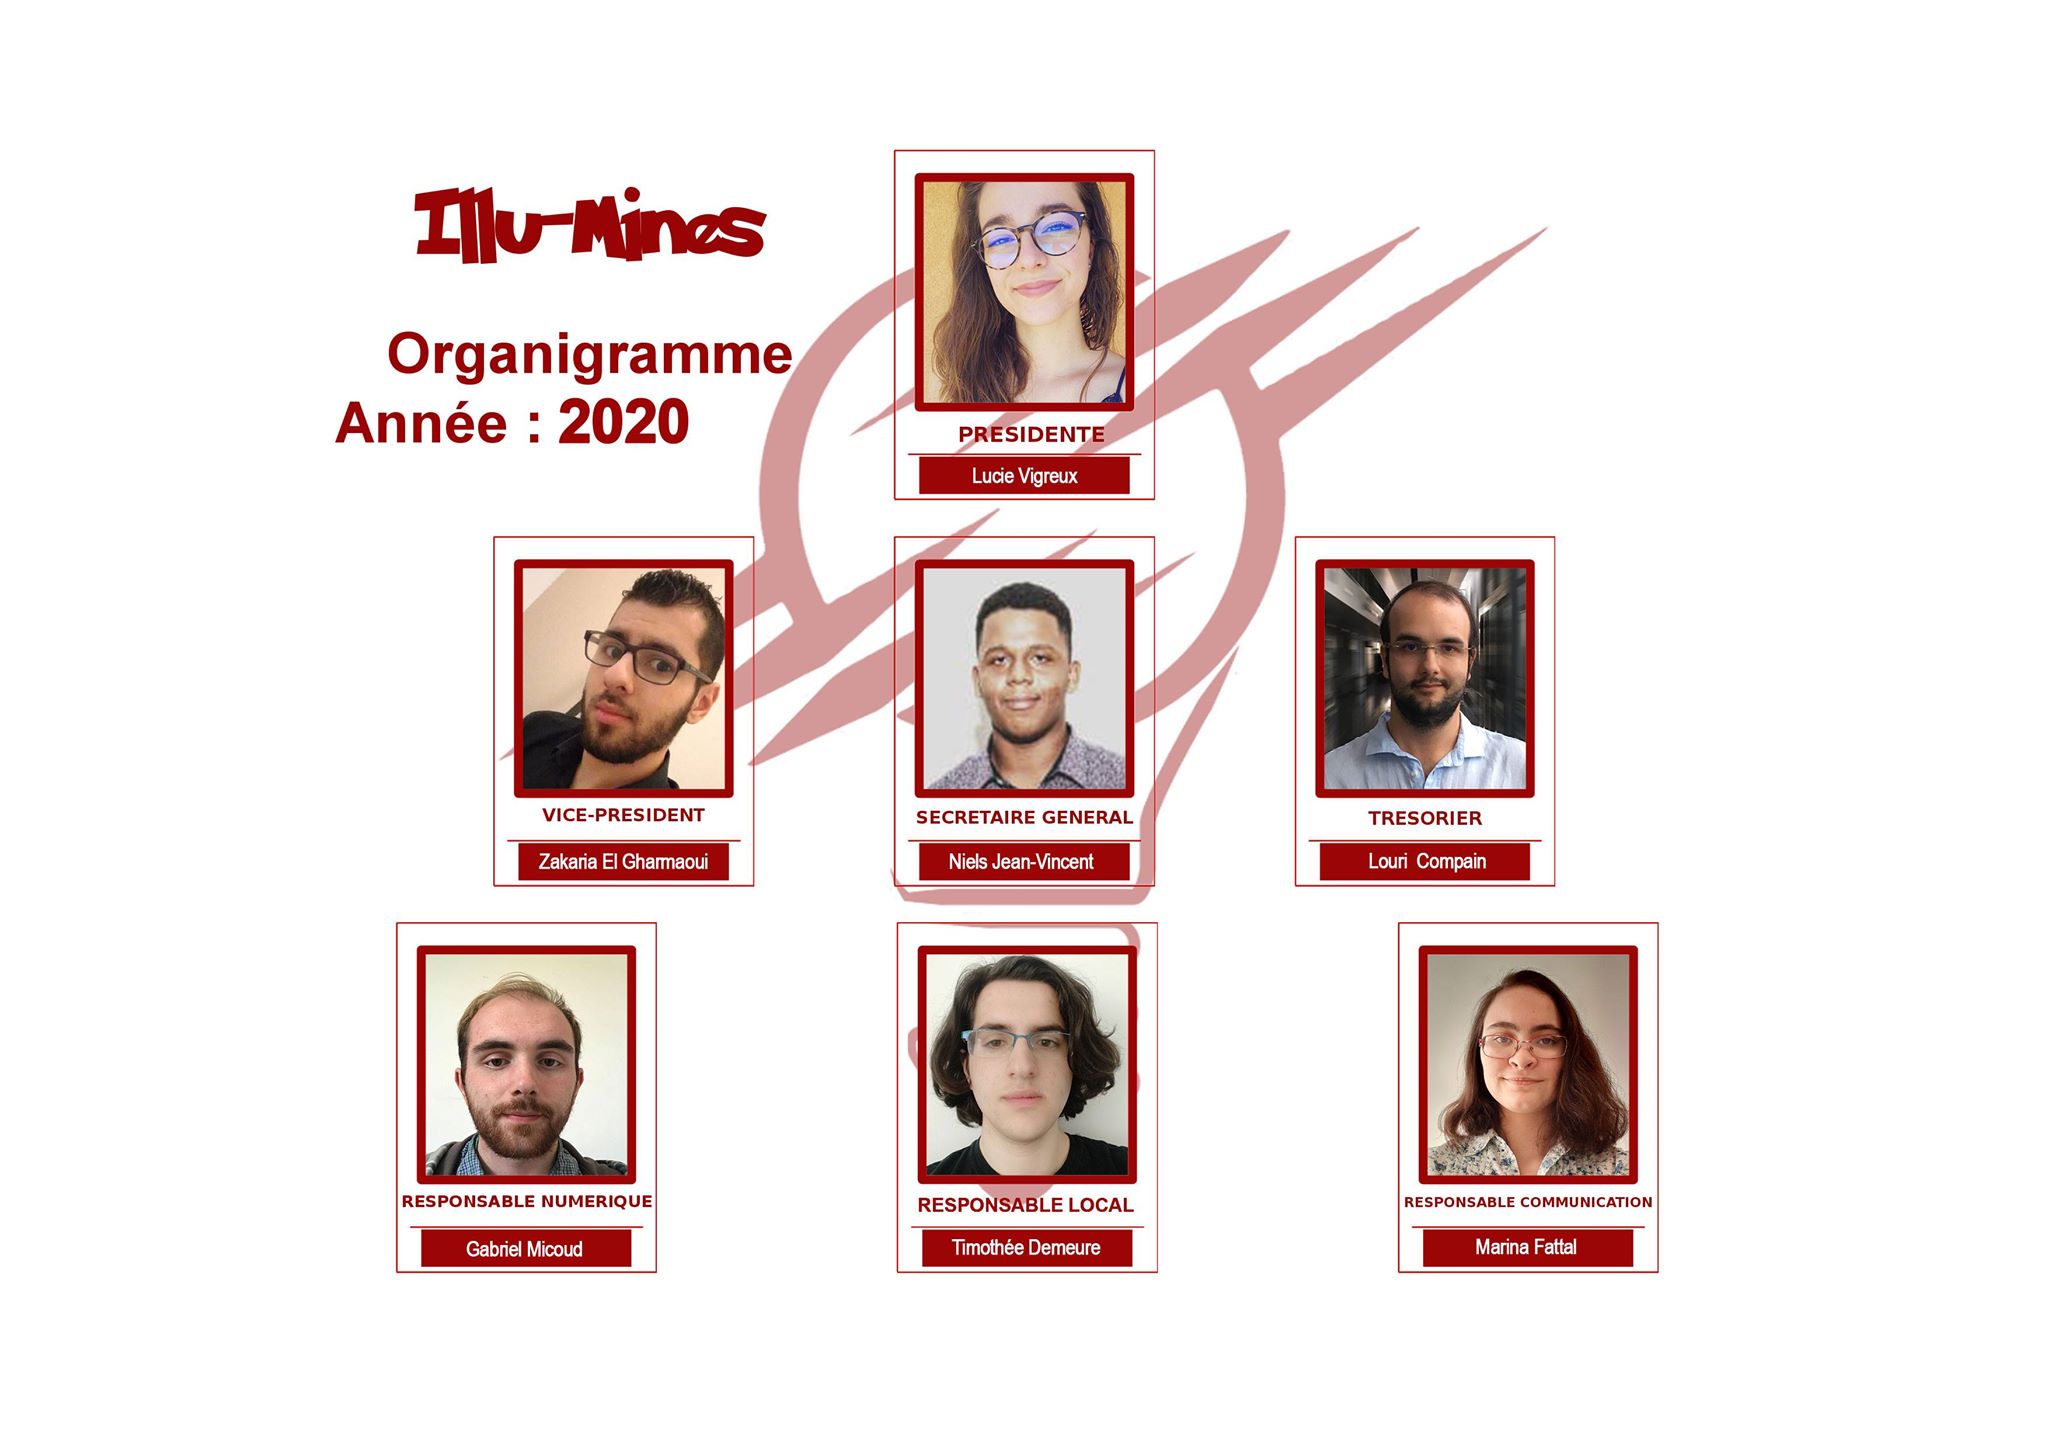 Illu-Mines
Organigramme
Année : 2020
PRESIDENTE
Lucie Vigreux
VICE-PRESIDENT
Zakaria El Gharmaoui
SECRETAIRE GENERAL
Niels Jean-Vincent
TRESORIER
Louri Compain
RESPONSABLE NUMERIQUE
Gabriel Micoud
RESPONSABLE LOCAL
Timothée Demeure
RESPONSABLE COMMUNICATION
Marina Fattal